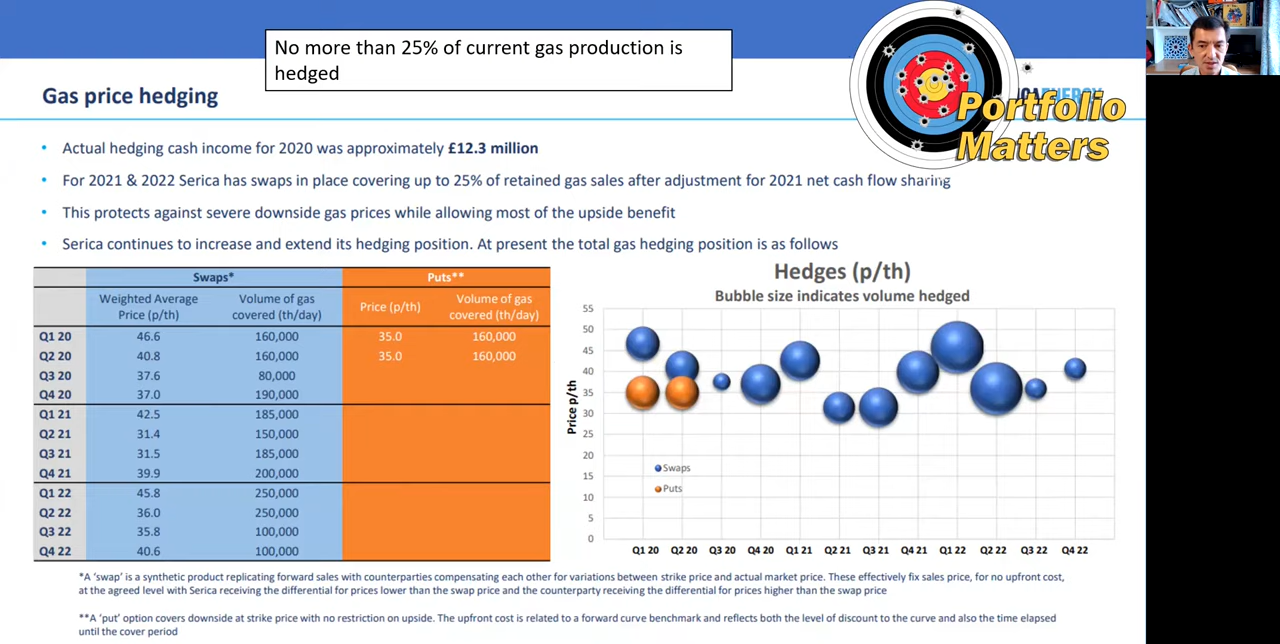 No more than 25% of current gas production is
hedged
Portfolio
Matters
Gas price hedging
• Actual hedging cash income for 2020 was approximately £12.3 million
• For 2021 & 2022 Serica has swaps in place covering up to 25% of retained gas sales after adjustment for 2021 net cash flow sharing
• This protects against severe downside gas prices while allowing most of the upside benefit
• Serica continues to increase and extend its hedging position. At present the total gas hedging position is as follows
Swaps* Puts**
Weighted Average Price (p/th) Volume of gas covered (th/day) Price (p/th) Volume of gas covered (th/day)
Q1 20 46.6 160,000 35.0 160,000
Q2 20 40.8 160,000 35.0 160,000
Q3 20 37.6 80,000
Q4 20 37.0 190,000
Q1 21 42.5 185,000
Q2 21 31.4 150,000
Q3 21 31.5 185,000
Q4 21 39.9 200,000
Q1 22 45.8 250,000
Q2 22 36.0 250,000
Q3 22 35.8 100,000
Q4 22 40.6 100,000
Hedges (p/th)
Bubble size indicates volume hedged
Price p/th
55
50
45
40
35
30
25
20
15
10
5
0
Swaps
Puts
Q1 20 Q2 20 Q3 20 Q4 20 Q1 21 Q2 21 Q3 21 Q4 21 Q1 22 Q2 22 Q3 22 Q4 22
*A 'swap' is a synthetic product replicating forward sales with counterparties compensating each other for variations between strike price and actual market price. These effectively fix sales price, for no upfront cost,
at the agreed level with Serica receiving the differential for prices lower than the swap price and the counterparty receiving the differential for prices higher than the swap price
**A 'put' option covers downside at strike price with no restriction on upside. The upfront cost is related to a forward curve benchmark and reflects both the level of discount to the curve and also the time elapsed
until the cover period